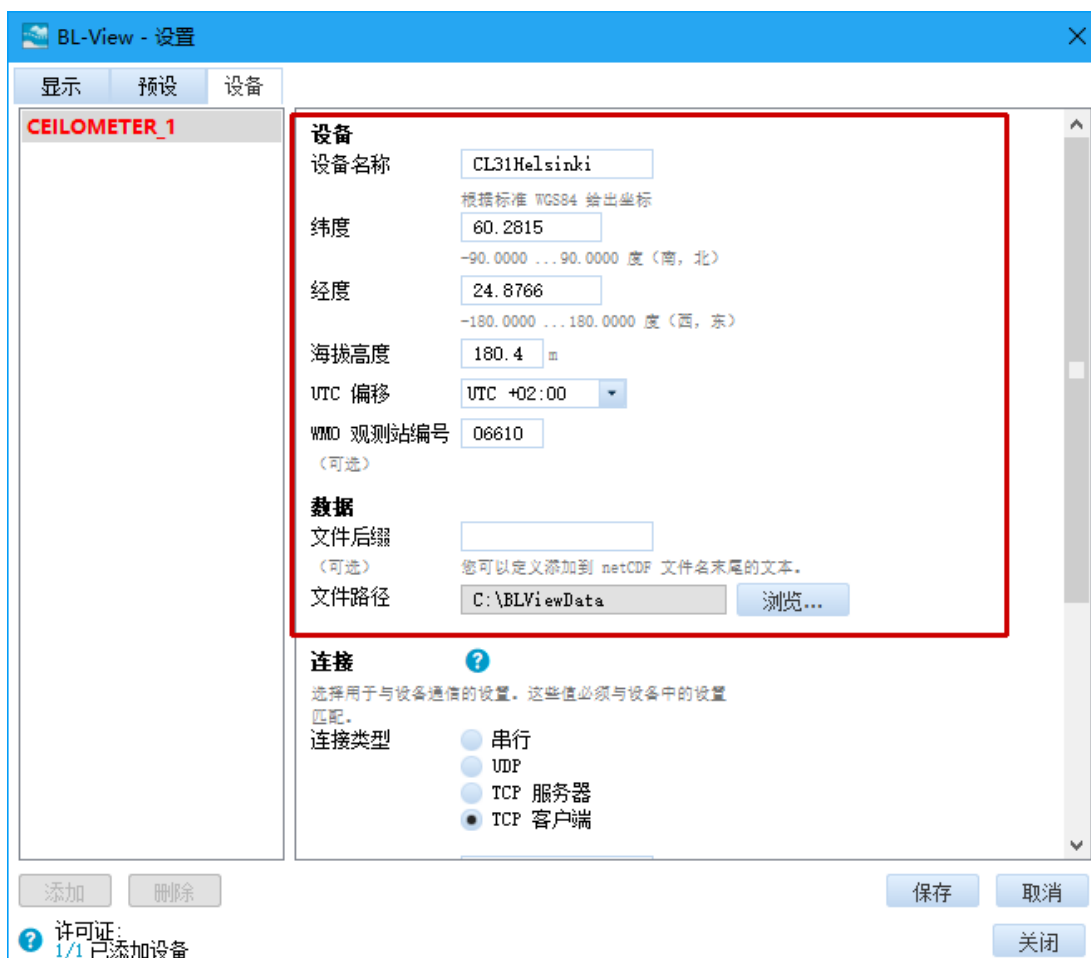 BL-View - 设置
显示 预设 设备
CEILOMETER_1
设备
设备名称 CL31Helsinki
根据标准 WGS84 给出坐标
纬度 60.2815
-90.0000 ...90.0000 度（南，北）
经度 24.8766
-180.0000 ...180.0000 度（西，东）
海拔高度 180.4 m
UTC 偏移 UTC +02:00
WMO 观测站编号 06610
（可选）
数据
文件后缀
（可选） 您可以定义添加到 netCDF 文件名末尾的文本.
文件路径 C:\BLViewData 浏览...
连接 ?
选择用于与设备通信的设置. 这些值必须与设备中的设置
匹配.
连接类型 串行
UDP
TCP 服务器
TCP 客户端
添加 删除 保存 取消
? 许可证:
1/1 已添加设备 关闭